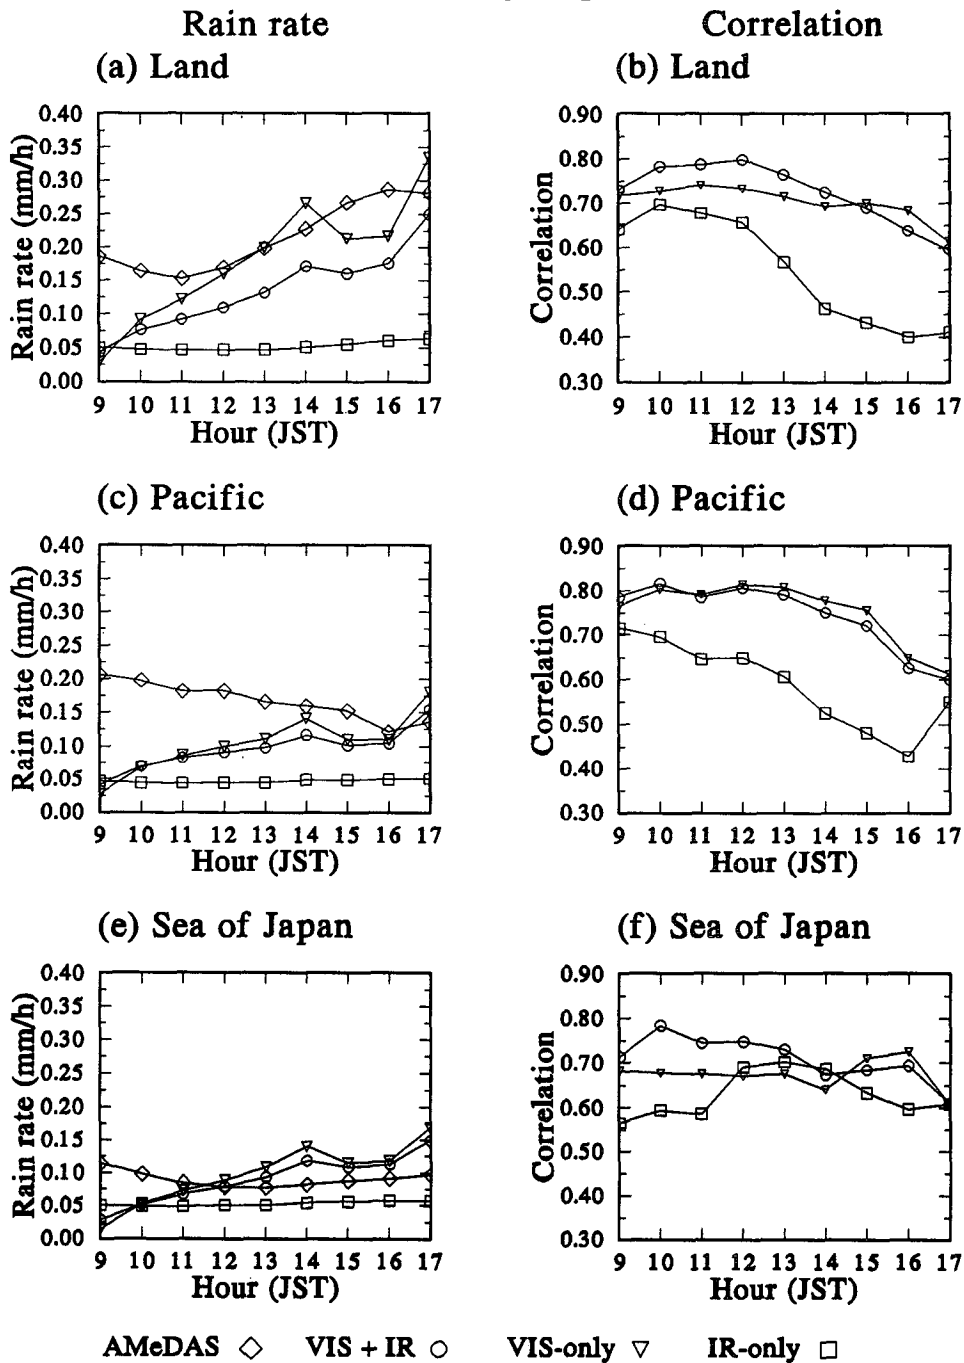 Rain rate
Correlation
(a) Land
(b) Land
0.40
0.35
0.30
0.25
0.20
0.15
0.10
0.05
0.00
Rain rate (mm/h)
9 10 11 12 13 14 15 16 17
Hour (JST)
0.90
0.80
0.70
0.60
0.50
0.40
0.30
Correlation
9 10 11 12 13 14 15 16 17
Hour (JST)
(c) Pacific
(d) Pacific
0.40
0.35
0.30
0.25
0.20
0.15
0.10
0.05
0.00
Rain rate (mm/h)
9 10 11 12 13 14 15 16 17
Hour (JST)
0.90
0.80
0.70
0.60
0.50
0.40
0.30
Correlation
9 10 11 12 13 14 15 16 17
Hour (JST)
(e) Sea of Japan
(f) Sea of Japan
0.40
0.35
0.30
0.25
0.20
0.15
0.10
0.05
0.00
Rain rate (mm/h)
9 10 11 12 13 14 15 16 17
Hour (JST)
0.90
0.80
0.70
0.60
0.50
0.40
0.30
Correlation
9 10 11 12 13 14 15 16 17
Hour (JST)
AMeDAS VIS + IR VIS-only IR-only